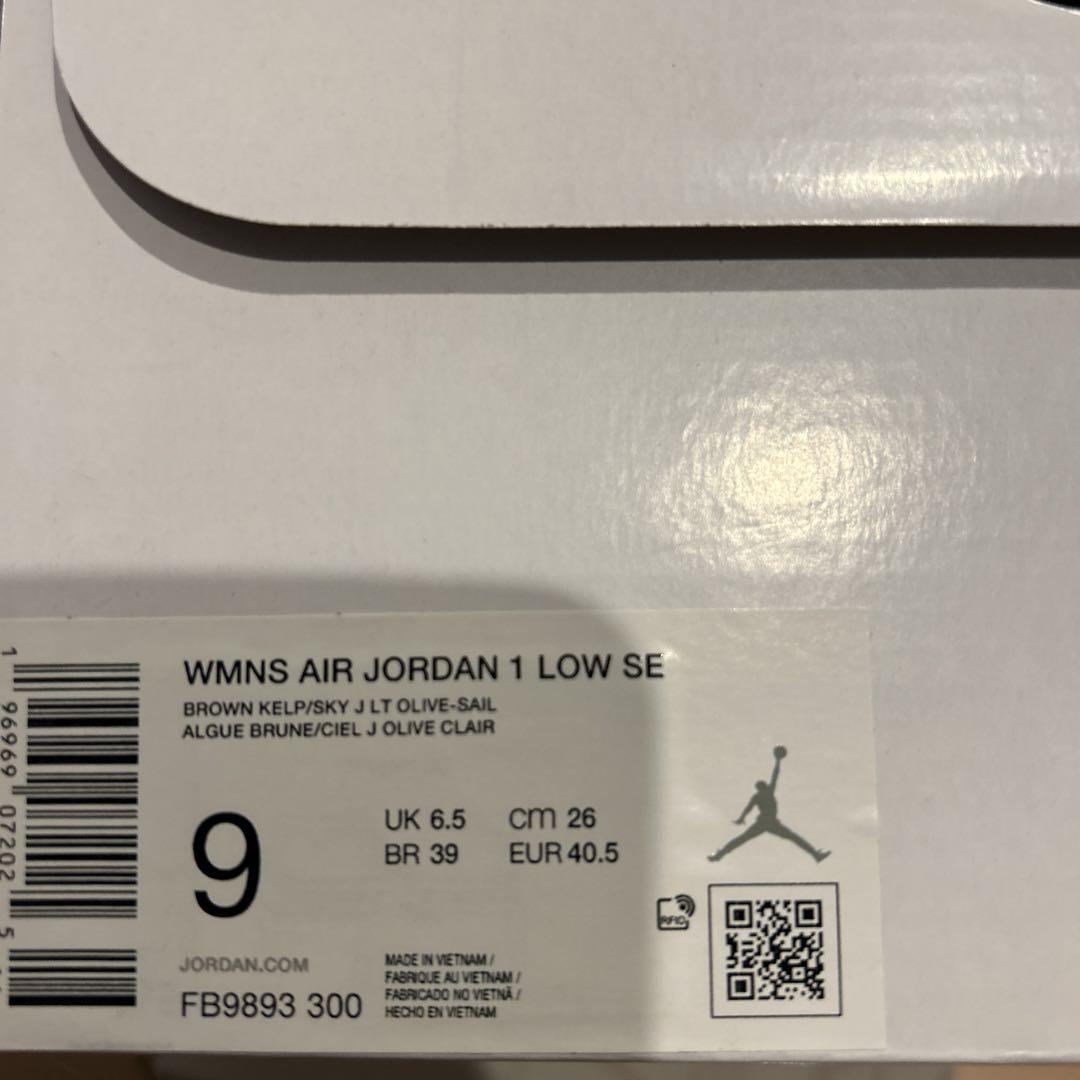 WMNS AIR JORDAN 1 LOW SE
BROWN KELP/SKY J LT OLIVE-SAIL
ALGUE BRUNE/CIEL J OLIVE CLAIR
9
UK 6.5 cm 26
BR 39 EUR 40.5
RFID
JORDAN.COM
FB9893 300
MADE IN VIETNAM /
FABRIQUE AU VIETNAM /
FABRICADO NO VIETNÃ /
HECHO EN VIETNAM
1 96969 07202 5